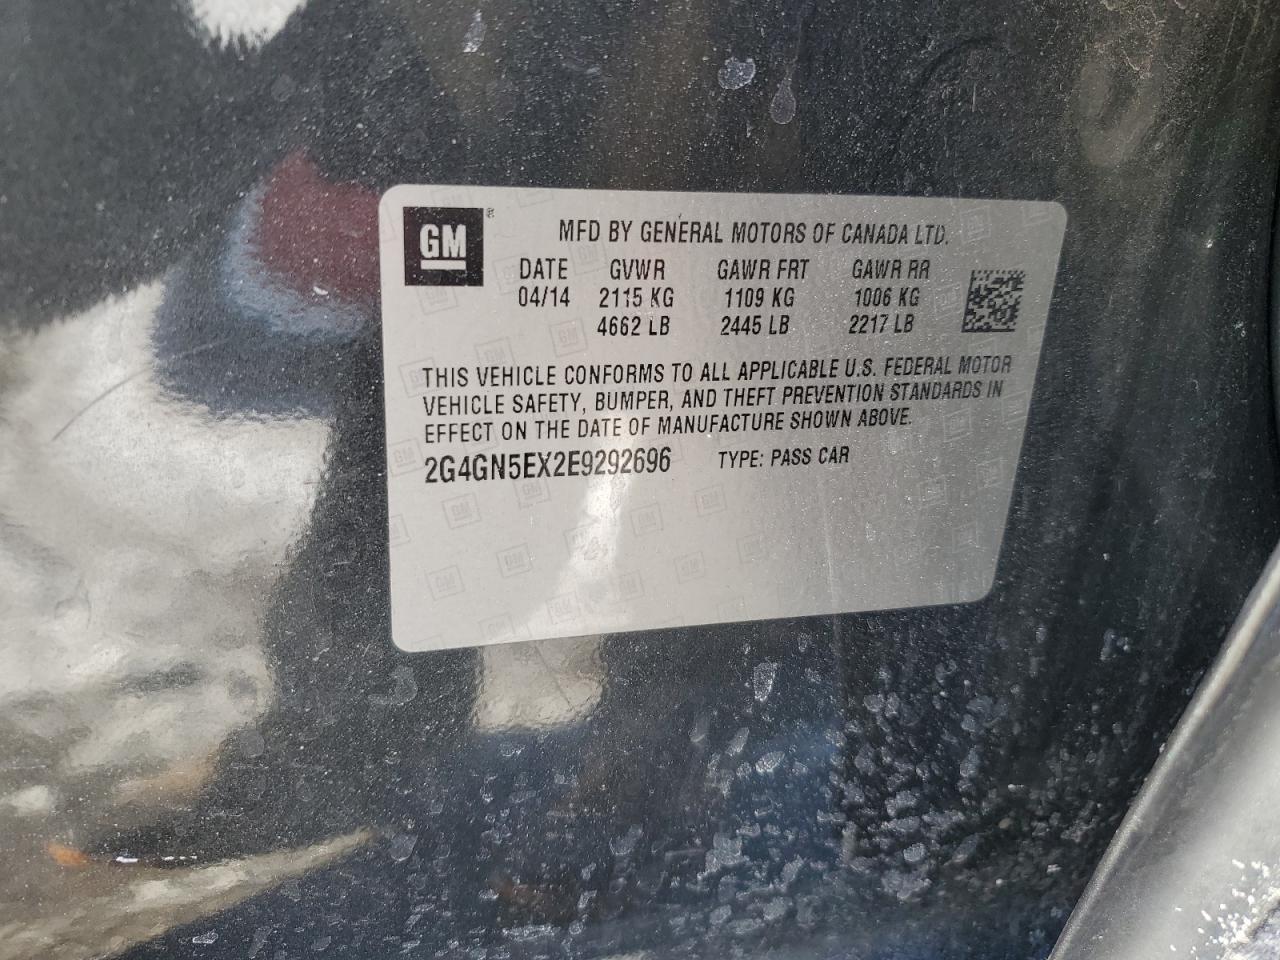 GM ®
MFD BY GENERAL MOTORS OF CANADA LTD.
DATE GVWR GAWR FRT GAWR RR
04/14 2115 KG 1109 KG 1006 KG
4662 LB 2445 LB 2217 LB
THIS VEHICLE CONFORMS TO ALL APPLICABLE U.S. FEDERAL MOTOR
VEHICLE SAFETY, BUMPER, AND THEFT PREVENTION STANDARDS IN
EFFECT ON THE DATE OF MANUFACTURE SHOWN ABOVE.
2G4GN5EX2E9292696 TYPE: PASS CAR